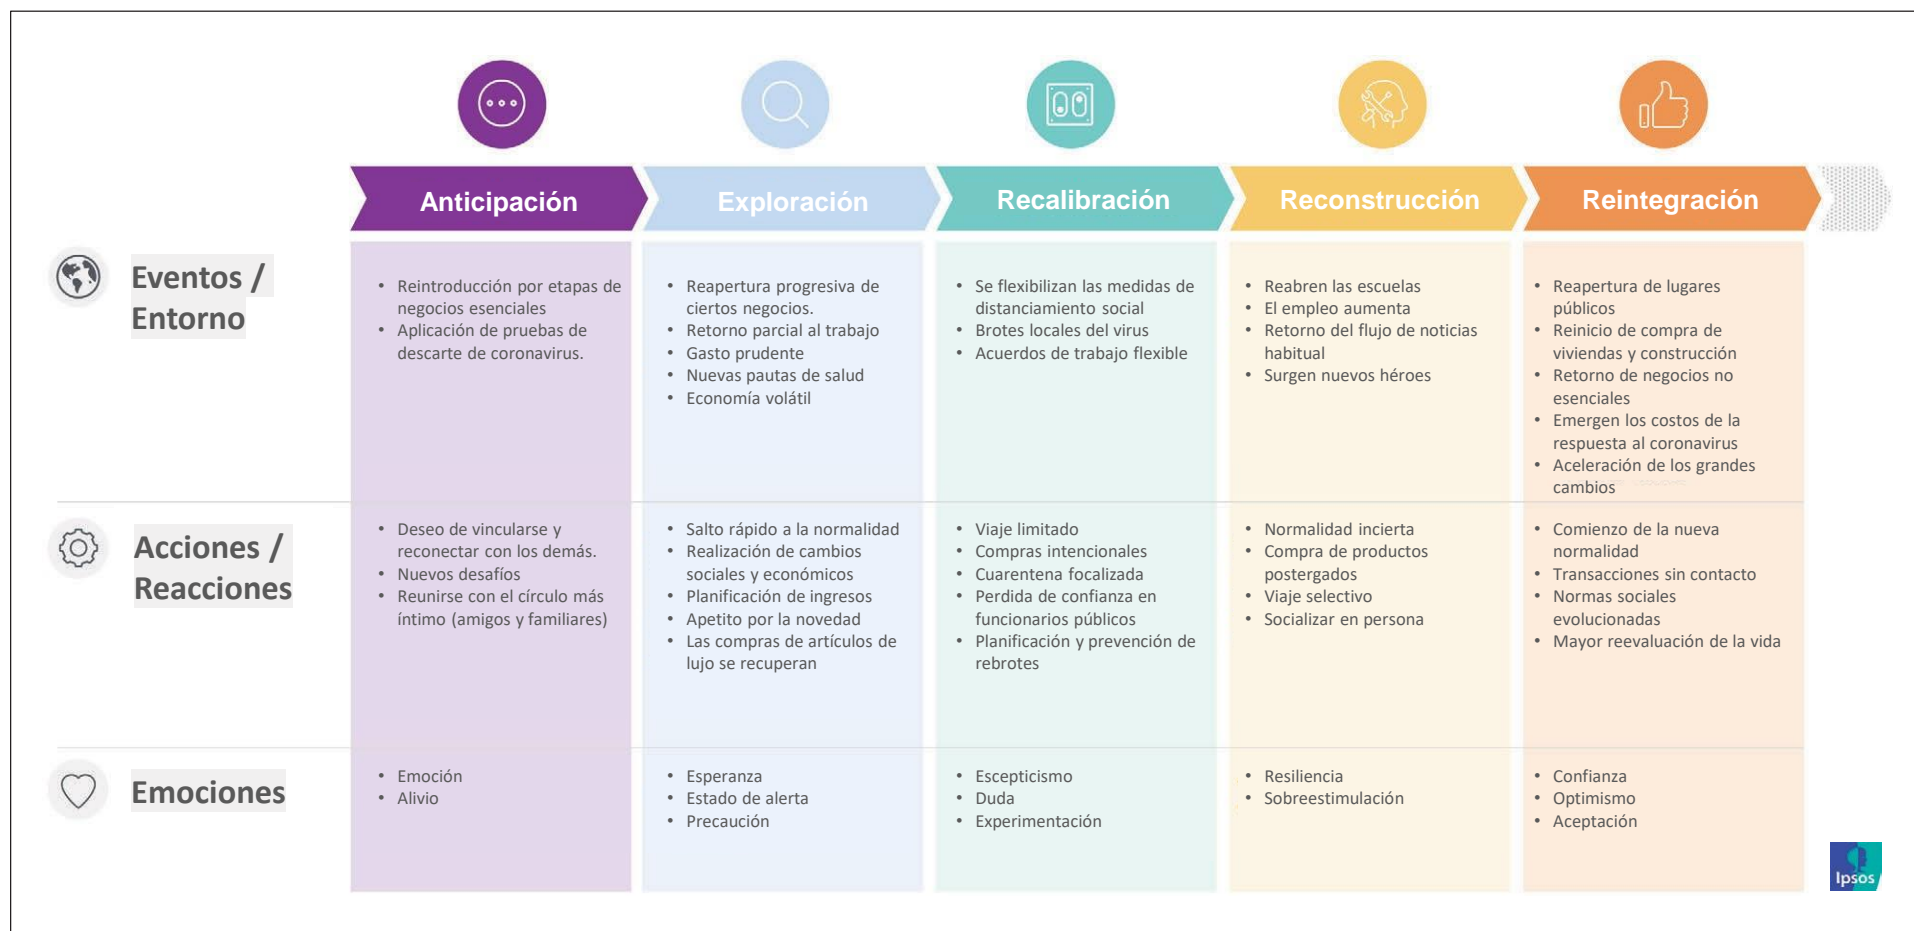 Anticipación
Exploración
Recalibración
Reconstrucción
Reintegración
Eventos /
Entorno
• Reintroducción por etapas de
negocios esenciales
• Aplicación de pruebas de
descarte de coronavirus.
• Reapertura progresiva de
ciertos negocios.
• Retorno parcial al trabajo
• Gasto prudente
• Nuevas pautas de salud
• Economía volátil
• Se flexibilizan las medidas de
distanciamiento social
• Brotes locales del virus
• Acuerdos de trabajo flexible
• Reabren las escuelas
• El empleo aumenta
• Retorno del flujo de noticias
habitual
• Surgen nuevos héroes
• Reapertura de lugares
públicos
• Reinicio de compra de
viviendas y construcción
• Retorno de negocios no
esenciales
• Emergen los costos de la
respuesta al coronavirus
• Aceleración de los grandes
cambios
Acciones /
Reacciones
• Deseo de vincularse y
reconectar con los demás.
• Nuevos desafíos
• Reunirse con el círculo más
íntimo (amigos y familiares)
• Salto rápido a la normalidad
• Realización de cambios
sociales y económicos
• Planificación de ingresos
• Apetito por la novedad
• Las compras de artículos de
lujo se recuperan
• Viaje limitado
• Compras intencionales
• Cuarentena focalizada
• Perdida de confianza en
funcionarios públicos
• Planificación y prevención de
rebrotes
• Normalidad incierta
• Compra de productos
postergados
• Viaje selectivo
• Socializar en persona
• Comienzo de la nueva
normalidad
• Transacciones sin contacto
• Normas sociales
evolucionadas
• Mayor reevaluación de la vida
Emociones
• Emoción
• Alivio
• Esperanza
• Estado de alerta
• Precaución
• Escepticismo
• Duda
• Experimentación
• Resiliencia
• Sobreestimulación
• Confianza
• Optimismo
• Aceptación
Ipsos